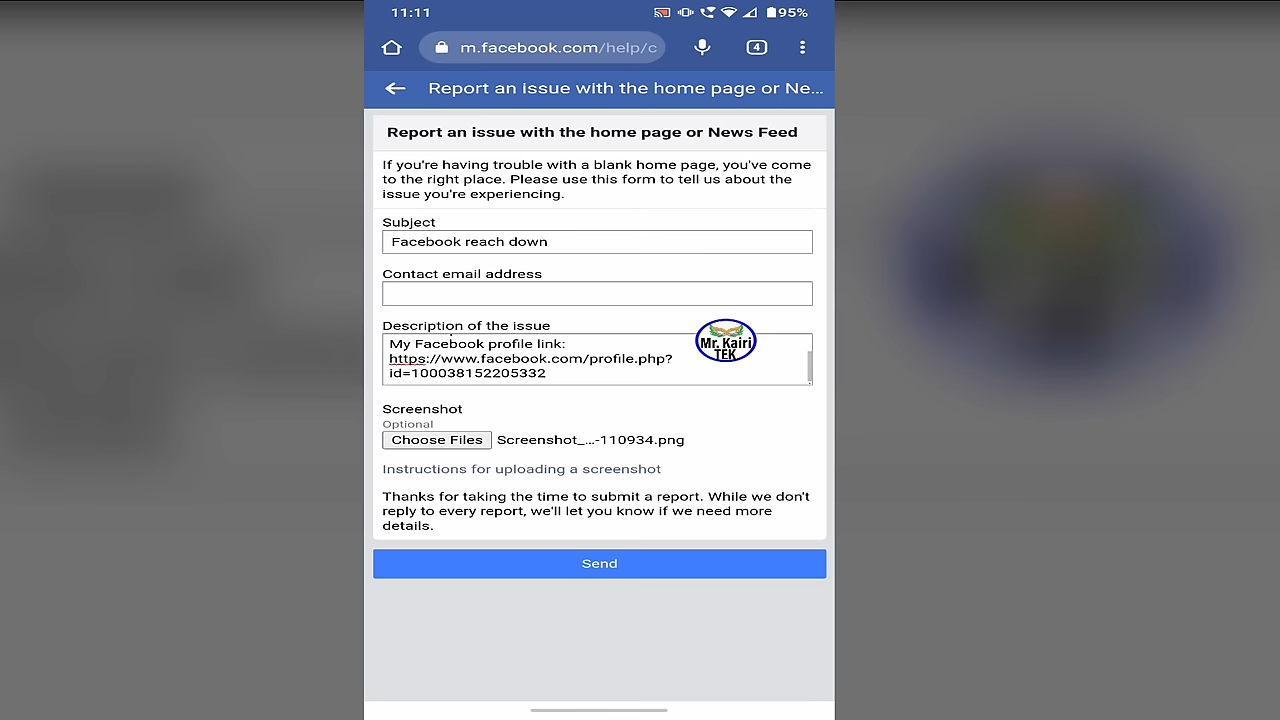 11:11
95%
m.facebook.com/help/c
4
Report an issue with the home page or Ne...
Report an issue with the home page or News Feed
If you're having trouble with a blank home page, you've come
to the right place. Please use this form to tell us about the
issue you're experiencing.
Subject
Facebook reach down
Contact email address
Description of the issue
My Facebook profile link:
https://www.facebook.com/profile.php?
id=100038152205332
Mr. Kairi
TEK
Screenshot
Optional
Choose Files Screenshot_...-110934.png
Instructions for uploading a screenshot
Thanks for taking the time to submit a report. While we don't
reply to every report, we'll let you know if we need more
details.
Send